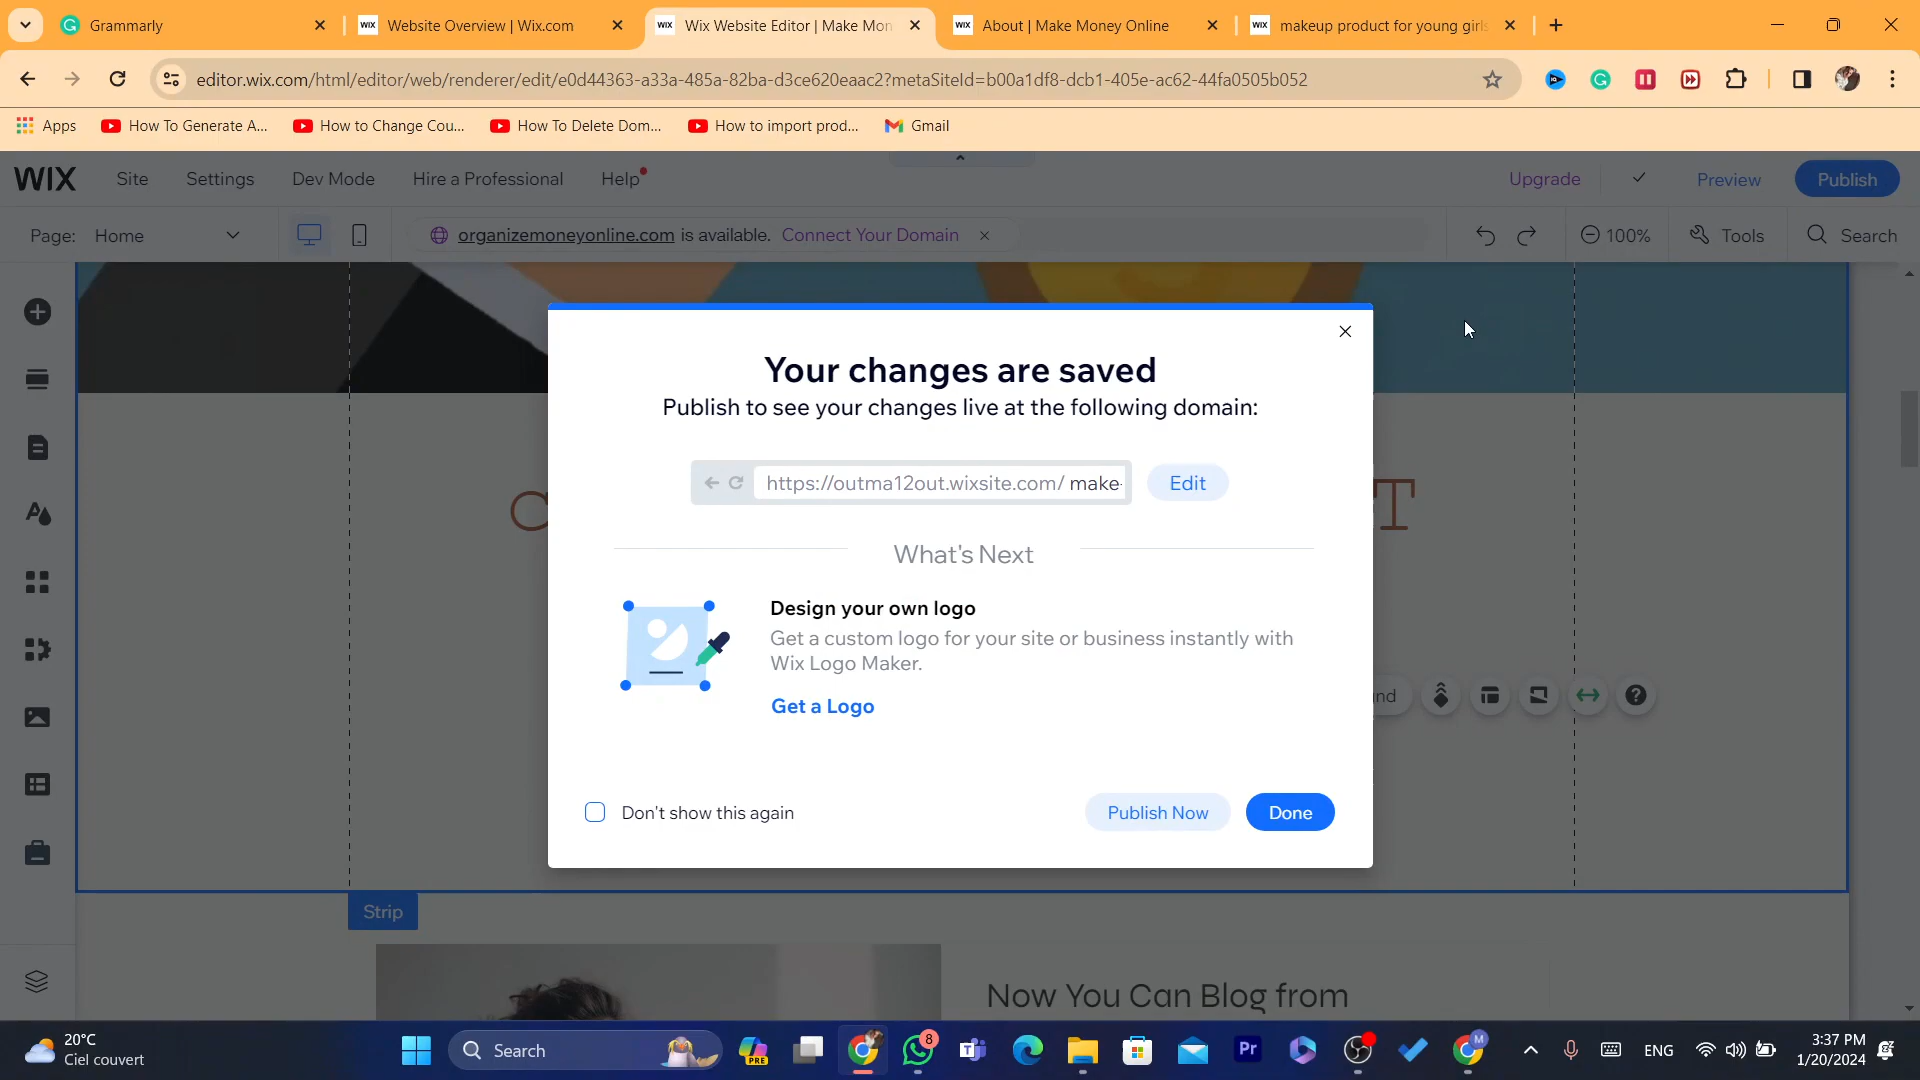 Grammarly
WIX Website Overview | Wix.com
WIX Wix Website Editor | Make Mon
WIX About | Make Money Online
WIX makeup product for young girls
editor.wix.com/html/editor/web/renderer/edit/e0d44363-a33a-485a-82ba-d3ce620eaac2?metaSiteId=b00a1df8-dcb1-405e-ac62-44fa0505b052
Apps
How To Generate A...
How to Change Cou...
How To Delete Dom...
How to import prod...
Gmail
WIX
Site
Settings
Dev Mode
Hire a Professional
Help
Upgrade
Preview
Publish
Page: Home
organizemoneyonline.com is available. Connect Your Domain
100%
Tools
Search
Your changes are saved
Publish to see your changes live at the following domain:
https://outma12out.wixsite.com/ make-
Edit
What's Next
Design your own logo
Get a custom logo for your site or business instantly with
Wix Logo Maker.
Get a Logo
Don't show this again
Publish Now
Done
Strip
Now You Can Blog from
20°C
Ciel couvert
Search
PRE
8
Pr
M
ENG
3:37 PM
1/20/2024